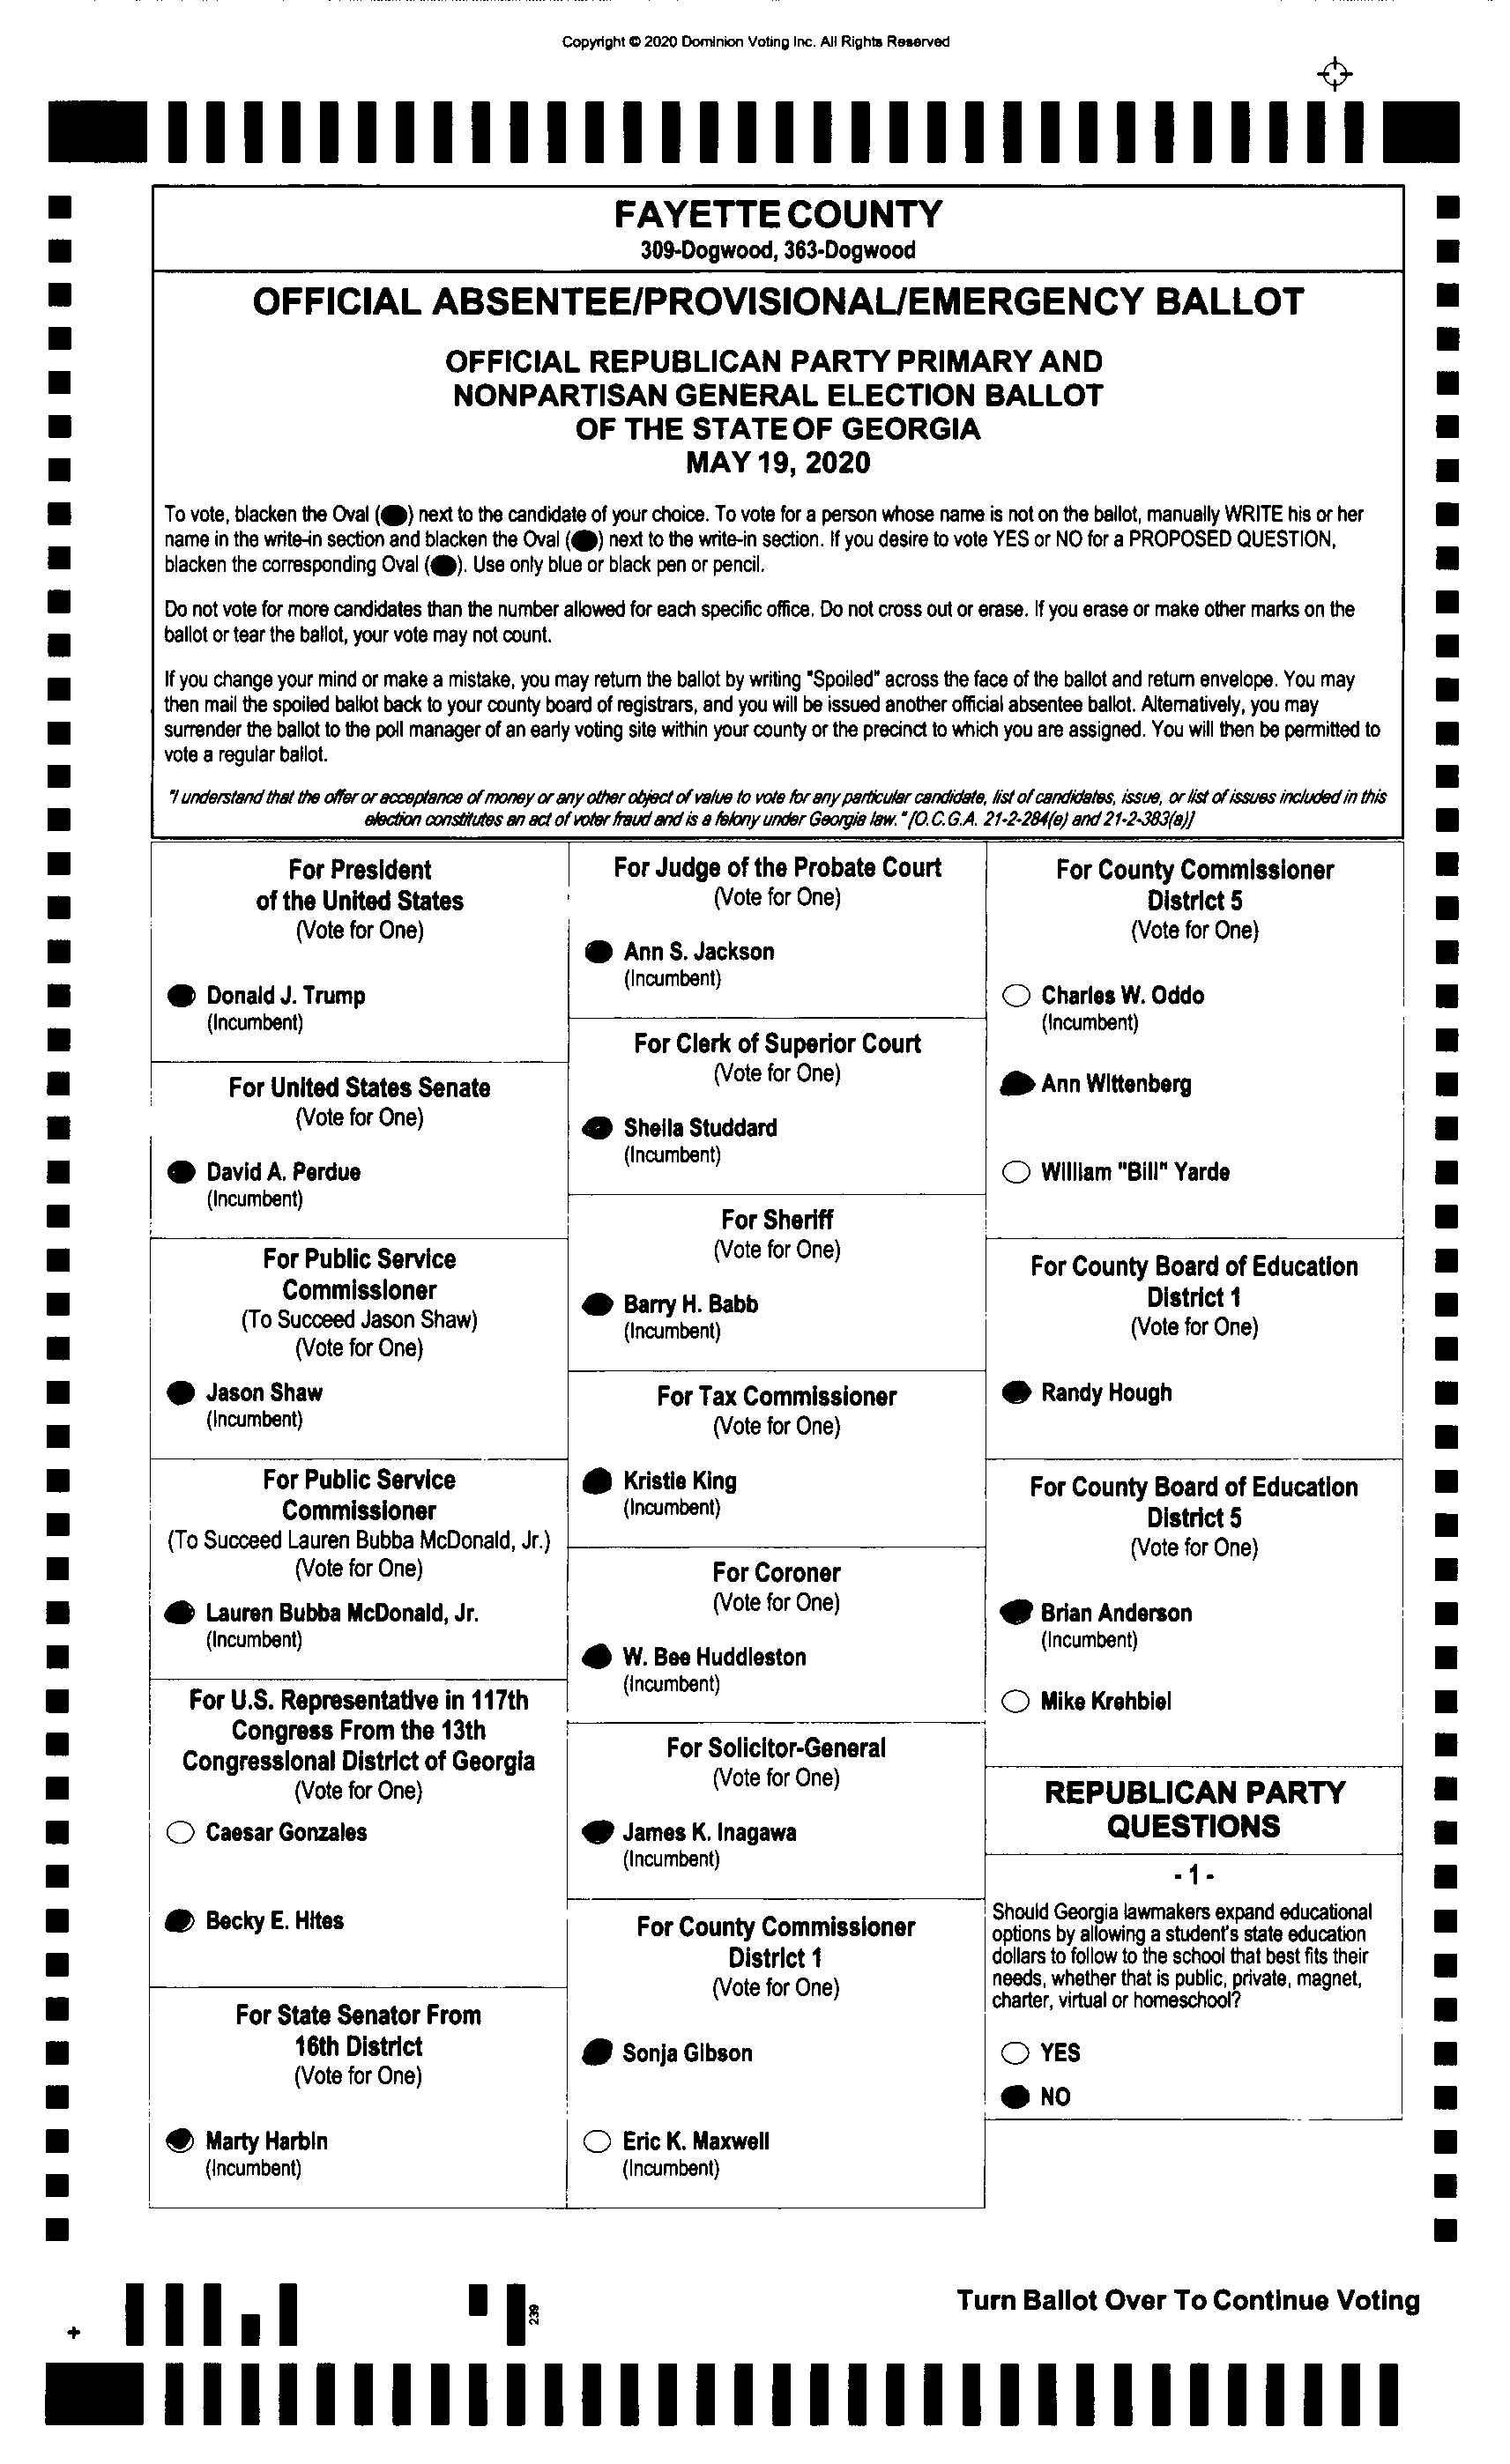 Copyright © 2020 Dominion Voting Inc. All Rights Reserved
FAYETTE COUNTY
309-Dogwood, 363-Dogwood
OFFICIAL ABSENTEE/PROVISIONAL/EMERGENCY BALLOT
OFFICIAL REPUBLICAN PARTY PRIMARY AND
NONPARTISAN GENERAL ELECTION BALLOT
OF THE STATE OF GEORGIA
MAY 19, 2020
To vote, blacken the Oval () next to the candidate of your choice. To vote for a person whose name is not on the ballot, manually WRITE his or her
name in the write-in section and blacken the Oval () next to the write-in section. If you desire to vote YES or NO for a PROPOSED QUESTION,
blacken the corresponding Oval (). Use only blue or black pen or pencil.
Do not vote for more candidates than the number allowed for each specific office. Do not cross out or erase. If you erase or make other marks on the
ballot or tear the ballot, your vote may not count.
If you change your mind or make a mistake, you may return the ballot by writing "Spoiled" across the face of the ballot and return envelope. You may
then mail the spoiled ballot back to your county board of registrars, and you will be issued another official absentee ballot. Alternatively, you may
surrender the ballot to the poll manager of an early voting site within your county or the precinct to which you are assigned. You will then be permitted to
vote a regular ballot.
"I understand that the offer or acceptance of money or any other object of value to vote for any particular candidate, list of candidates, issue, or list of issues included in this
election constitutes an act of voter fraud and is a felony under Georgia law." [O.C.G.A. 21-2-284(e) and 21-2-383(a)]
For President
of the United States
(Vote for One)
Donald J. Trump
(Incumbent)
For United States Senate
(Vote for One)
David A. Perdue
(Incumbent)
For Public Service
Commissioner
(To Succeed Jason Shaw)
(Vote for One)
Jason Shaw
(Incumbent)
For Public Service
Commissioner
(To Succeed Lauren Bubba McDonald, Jr.)
(Vote for One)
Lauren Bubba McDonald, Jr.
(Incumbent)
For U.S. Representative in 117th
Congress From the 13th
Congressional District of Georgia
(Vote for One)
Caesar Gonzales
Becky E. Hites
For State Senator From
16th District
(Vote for One)
Marty Harbin
(Incumbent)
For Judge of the Probate Court
(Vote for One)
Ann S. Jackson
(Incumbent)
For Clerk of Superior Court
(Vote for One)
Sheila Studdard
(Incumbent)
For Sheriff
(Vote for One)
Barry H. Babb
(Incumbent)
For Tax Commissioner
(Vote for One)
Kristie King
(Incumbent)
For Coroner
(Vote for One)
W. Bee Huddleston
(Incumbent)
For Solicitor-General
(Vote for One)
James K. Inagawa
(Incumbent)
For County Commissioner
District 1
(Vote for One)
Sonja Gibson
Eric K. Maxwell
(Incumbent)
For County Commissioner
District 5
(Vote for One)
Charles W. Oddo
(Incumbent)
Ann Wittenberg
William "Bill" Yarde
For County Board of Education
District 1
(Vote for One)
Randy Hough
For County Board of Education
District 5
(Vote for One)
Brian Anderson
(Incumbent)
Mike Krehbiel
REPUBLICAN PARTY
QUESTIONS
- 1 -
Should Georgia lawmakers expand educational
options by allowing a student's state education
dollars to follow to the school that best fits their
needs, whether that is public, private, magnet,
charter, virtual or homeschool?
YES
NO
239
Turn Ballot Over To Continue Voting